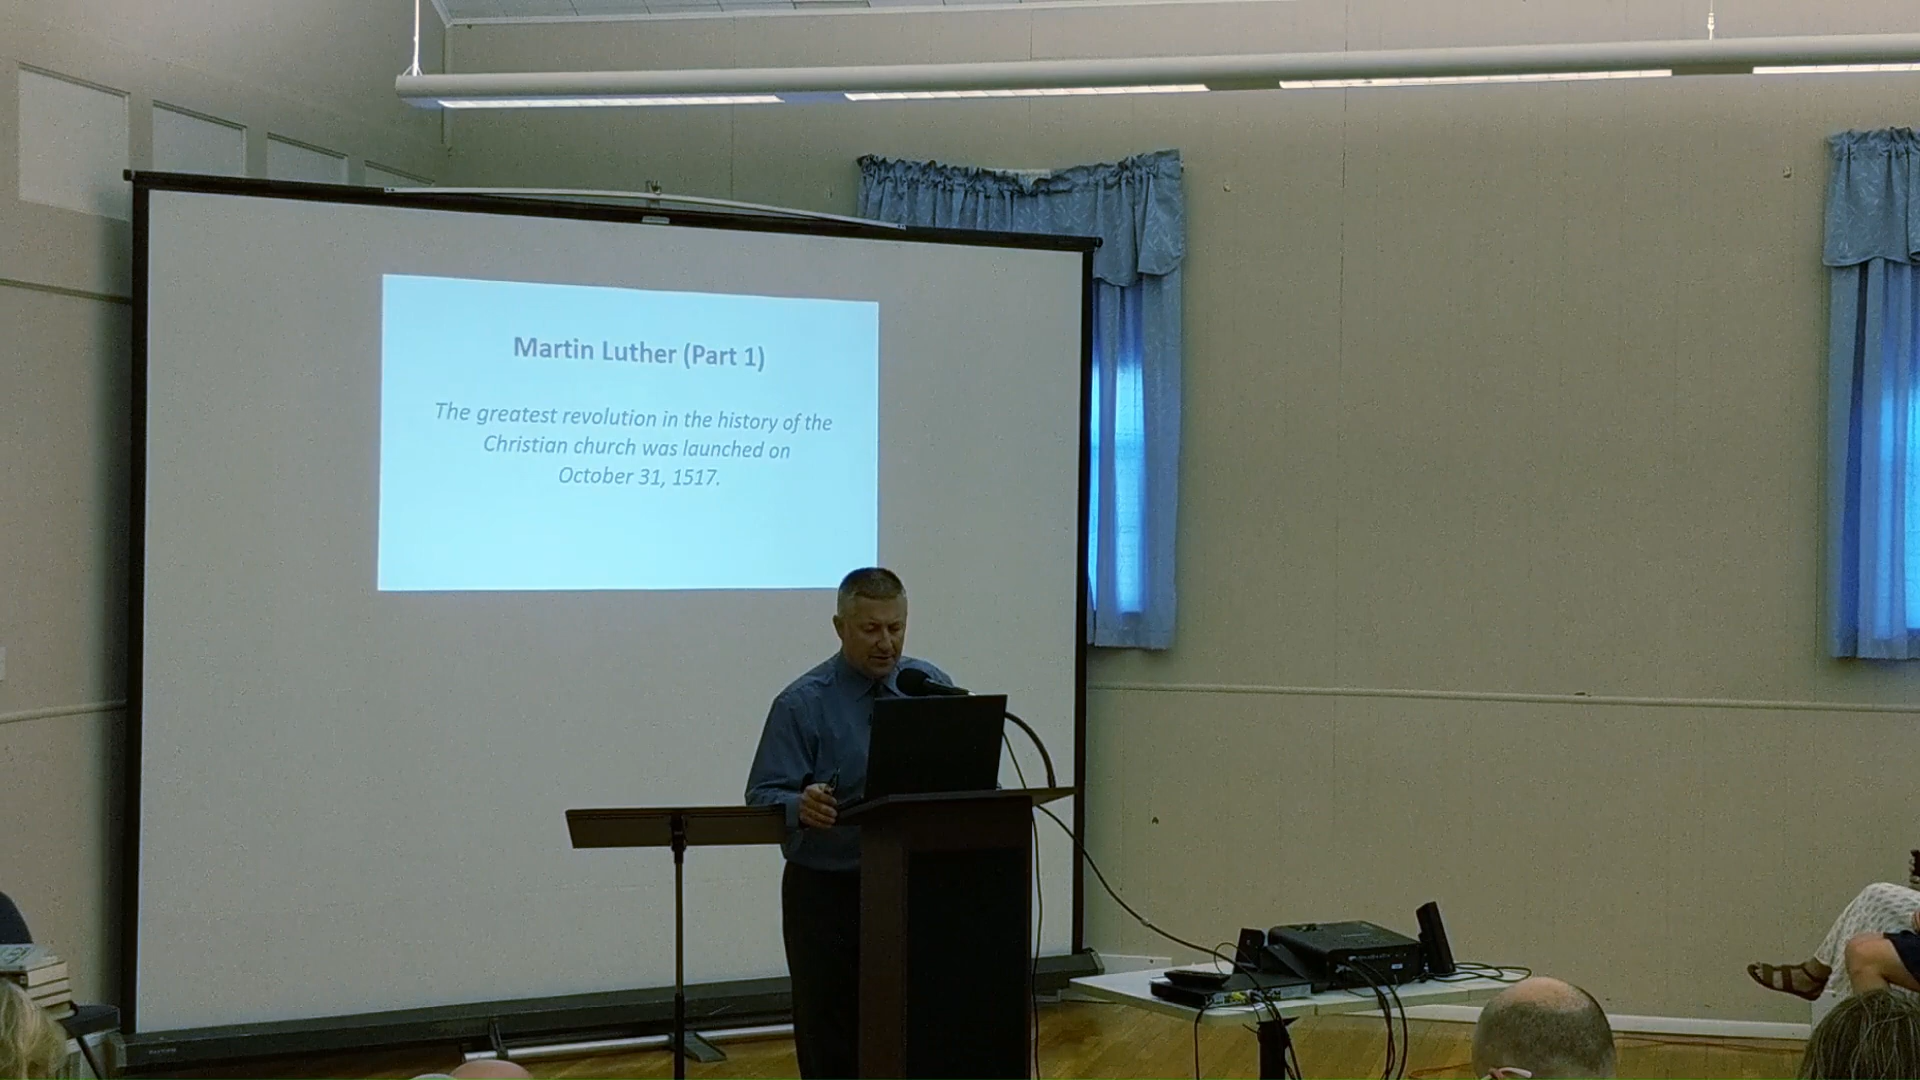 Martin Luther (Part 1)
The greatest revolution in the history of the
Christian church was launched on
October 31, 1517.